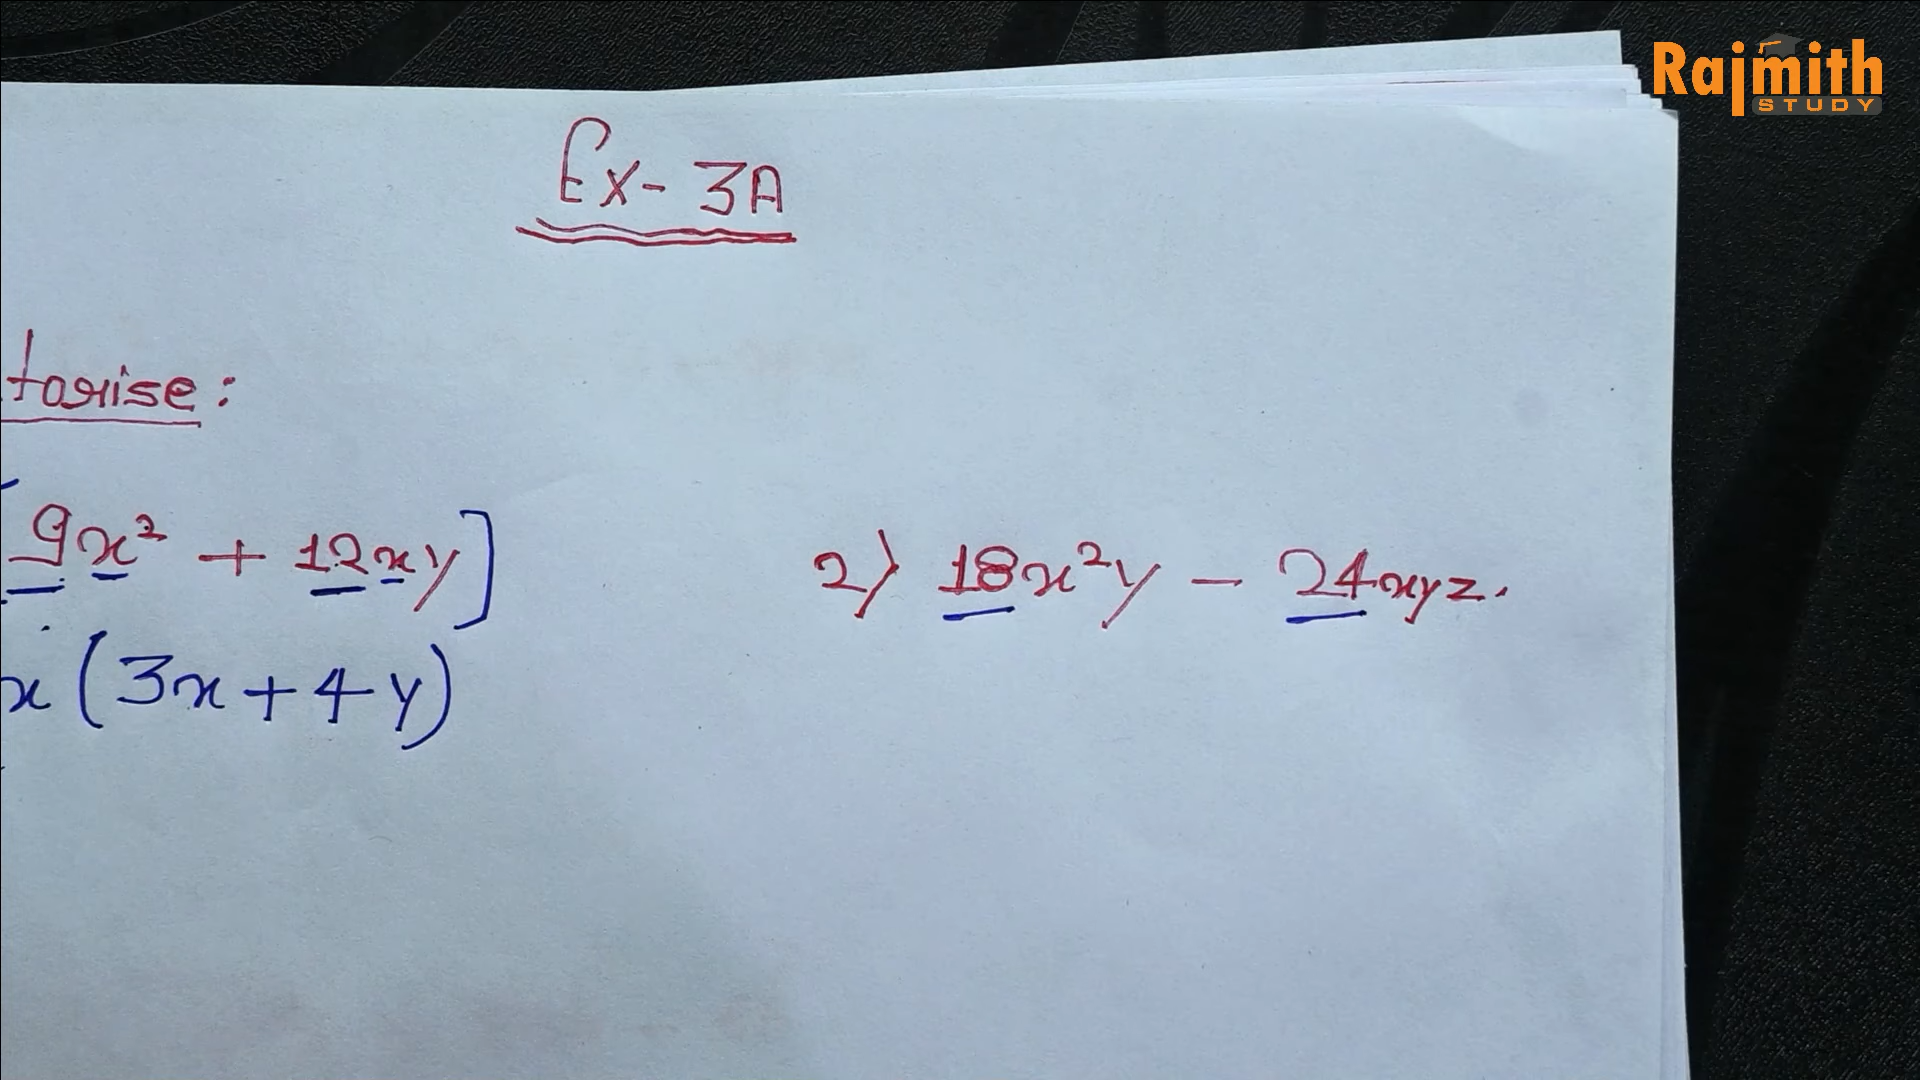 Rajmith
STUDY
Ex- 3A
torise:
9x² + 12xy]
x (3x+4y)
2) 18x²y - 24xyz.